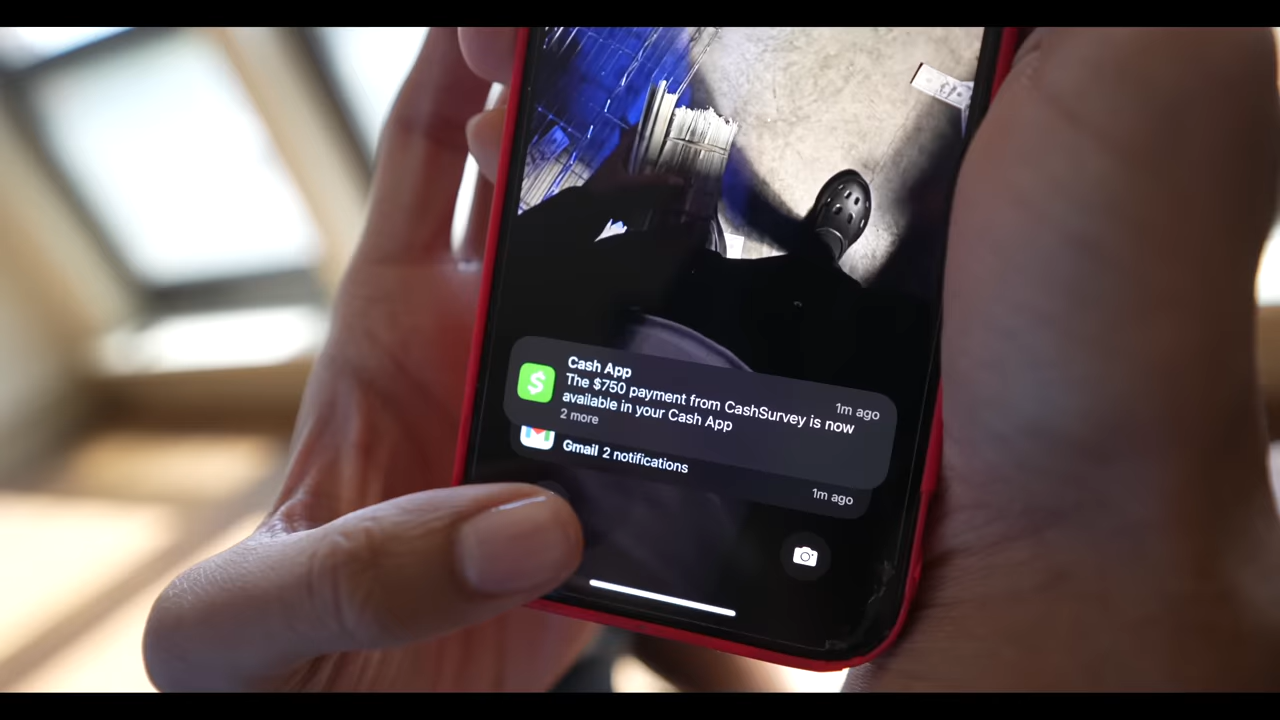 Cash App
1m ago
The $750 payment from CashSurvey is now
available in your Cash App
2 more
Gmail 2 notifications
1m ago